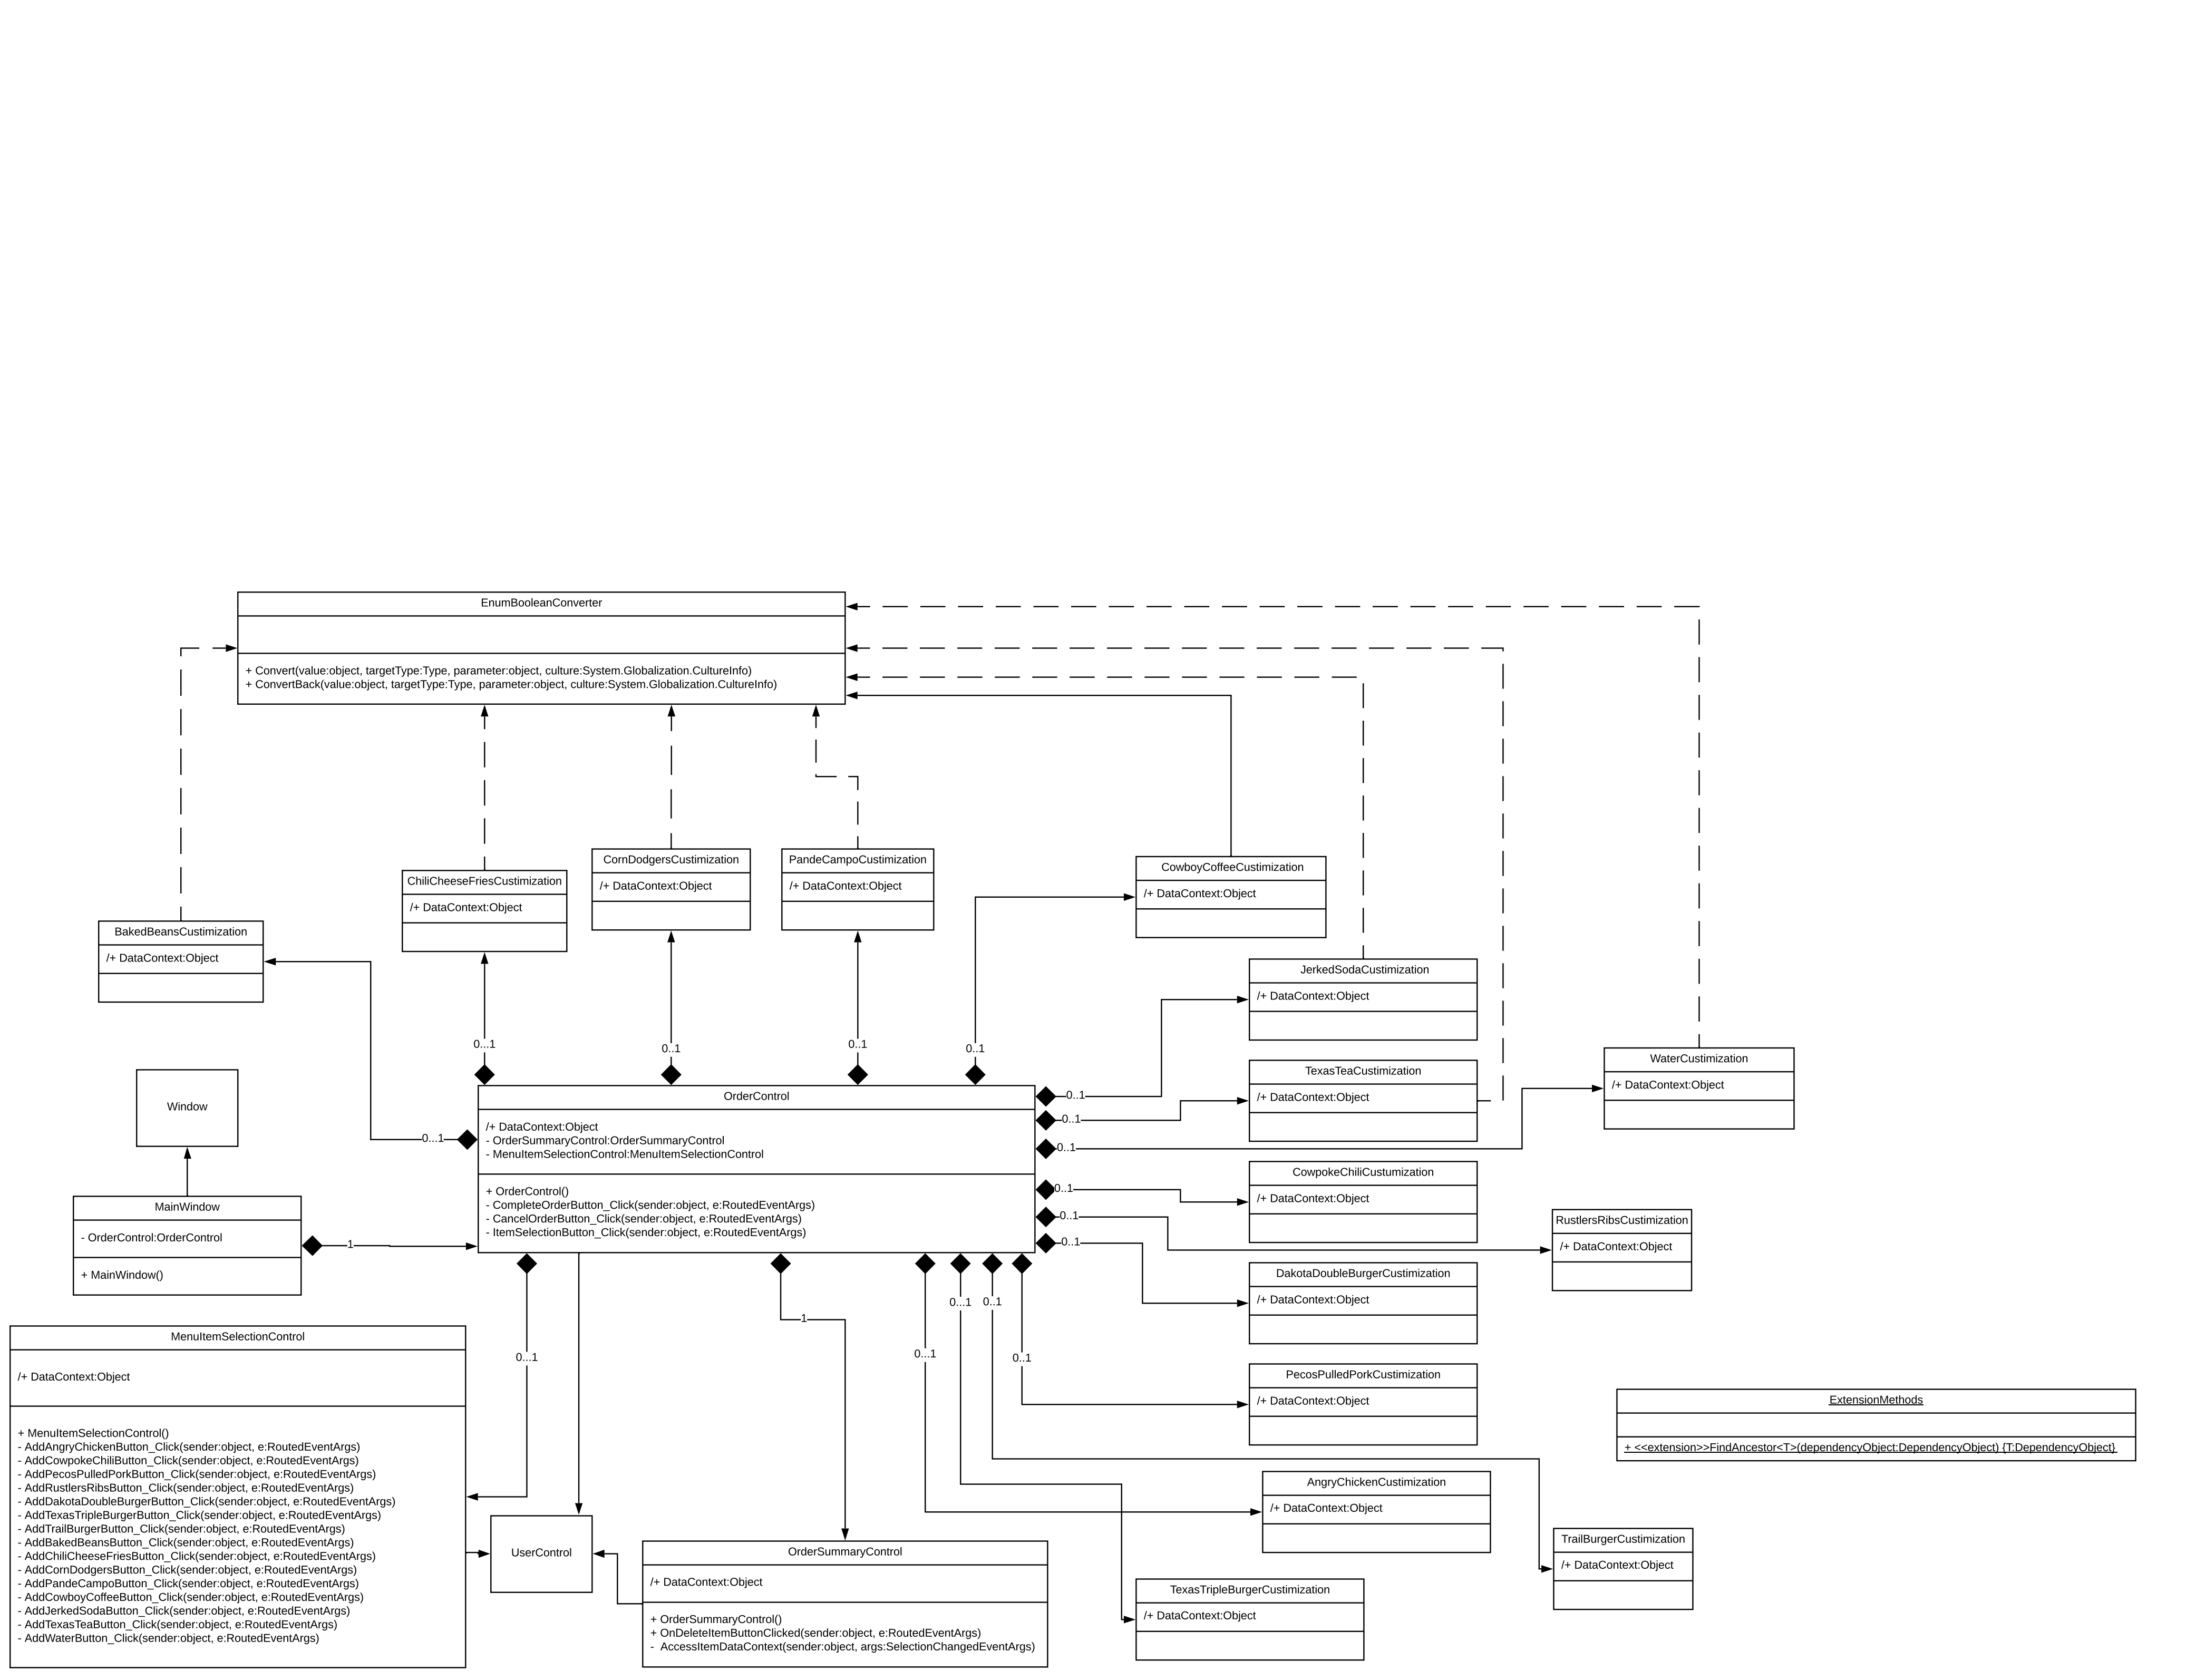 EnumBooleanConverter
+ Convert(value:object, targetType:Type, parameter:object, culture:System.Globalization.CultureInfo)
+ ConvertBack(value:object, targetType:Type, parameter:object, culture:System.Globalization.CultureInfo)
CornDodgersCustimization
/+ DataContext:Object
PandeCampoCustimization
/+ DataContext:Object
CowboyCoffeeCustimization
/+ DataContext:Object
ChiliCheeseFriesCustimization
/+ DataContext:Object
BakedBeansCustimization
/+ DataContext:Object
JerkedSodaCustimization
/+ DataContext:Object
0...1
0..1
0..1
0..1
WaterCustimization
/+ DataContext:Object
TexasTeaCustimization
/+ DataContext:Object
Window
0...1
OrderControl
/+ DataContext:Object
- OrderSummaryControl:OrderSummaryControl
- MenuItemSelectionControl:MenuItemSelectionControl
+ OrderControl()
- CompleteOrderButton_Click(sender:object, e:RoutedEventArgs)
- CancelOrderButton_Click(sender:object, e:RoutedEventArgs)
- ItemSelectionButton_Click(sender:object, e:RoutedEventArgs)
0..1
0..1
0..1
0..1
0..1
0..1
CowpokeChiliCustumization
/+ DataContext:Object
RustlersRibsCustimization
/+ DataContext:Object
MainWindow
- OrderControl:OrderControl
+ MainWindow()
1
DakotaDoubleBurgerCustimization
/+ DataContext:Object
0...1
1
0...1
0...1
0..1
0..1
MenuItemSelectionControl
/+ DataContext:Object
+ MenuItemSelectionControl()
- AddAngryChickenButton_Click(sender:object, e:RoutedEventArgs)
- AddCowpokeChiliButton_Click(sender:object, e:RoutedEventArgs)
- AddPecosPulledPorkButton_Click(sender:object, e:RoutedEventArgs)
- AddRustlersRibsButton_Click(sender:object, e:RoutedEventArgs)
- AddDakotaDoubleBurgerButton_Click(sender:object, e:RoutedEventArgs)
- AddTexasTripleBurgerButton_Click(sender:object, e:RoutedEventArgs)
- AddTrailBurgerButton_Click(sender:object, e:RoutedEventArgs)
- AddBakedBeansButton_Click(sender:object, e:RoutedEventArgs)
- AddChiliCheeseFriesButton_Click(sender:object, e:RoutedEventArgs)
- AddCornDodgersButton_Click(sender:object, e:RoutedEventArgs)
- AddPandeCampoButton_Click(sender:object, e:RoutedEventArgs)
- AddCowboyCoffeeButton_Click(sender:object, e:RoutedEventArgs)
- AddJerkedSodaButton_Click(sender:object, e:RoutedEventArgs)
- AddTexasTeaButton_Click(sender:object, e:RoutedEventArgs)
- AddWaterButton_Click(sender:object, e:RoutedEventArgs)
PecosPulledPorkCustimization
/+ DataContext:Object
ExtensionMethods
+ <<extension>>FindAncestor<T>(dependencyObject:DependencyObject) {T:DependencyObject}
AngryChickenCustimization
/+ DataContext:Object
UserControl
OrderSummaryControl
/+ DataContext:Object
+ OrderSummaryControl()
+ OnDeleteItemButtonClicked(sender:object, e:RoutedEventArgs)
- AccessItemDataContext(sender:object, args:SelectionChangedEventArgs)
TrailBurgerCustimization
/+ DataContext:Object
TexasTripleBurgerCustimization
/+ DataContext:Object